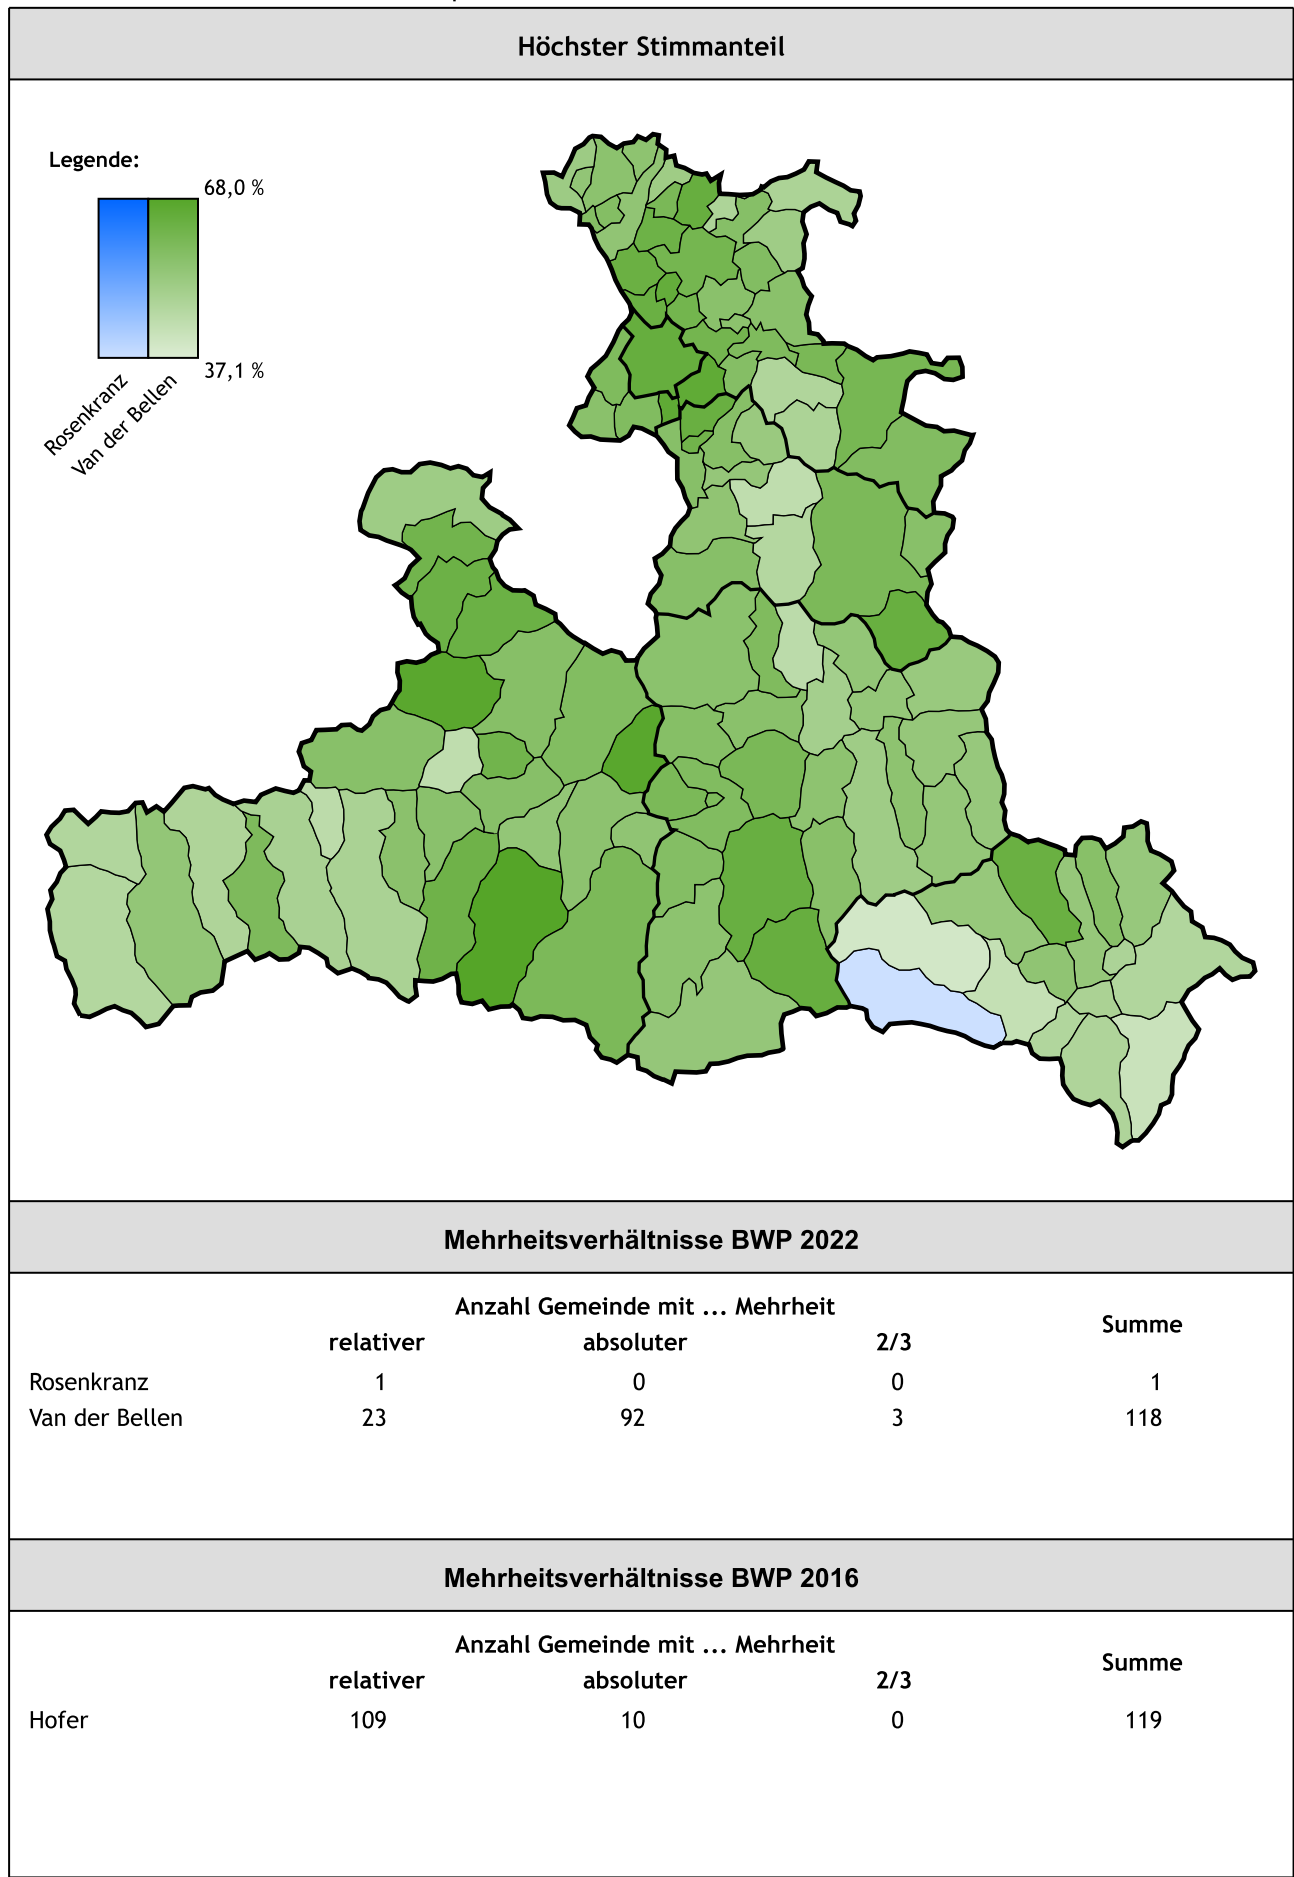 Höchster Stimmanteil
Legende:
68,0 %
37,1 %
Rosenkranz
Van der Bellen
Mehrheitsverhältnisse BWP 2022
Anzahl Gemeinde mit ... Mehrheit
Summe
relativer absoluter 2/3
Rosenkranz 1 0 0 1
Van der Bellen 23 92 3 118
Mehrheitsverhältnisse BWP 2016
Anzahl Gemeinde mit ... Mehrheit
Summe
relativer absoluter 2/3
Hofer 109 10 0 119